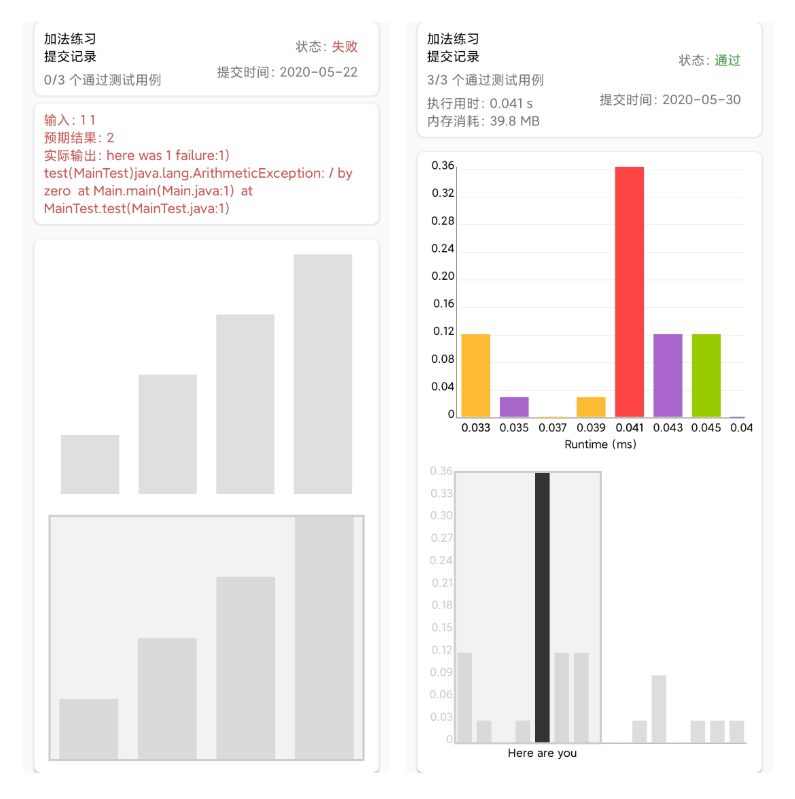 加法练习
提交记录
状态：失败
0/3 个通过测试用例
提交时间：2020-05-22
输入：1 1
预期结果：2
实际输出：here was 1 failure:1)
test(MainTest)java.lang.ArithmeticException: / by
zero at Main.main(Main.java:1) at
MainTest.test(MainTest.java:1)
加法练习
提交记录
状态：通过
3/3 个通过测试用例
执行用时：0.041 s
提交时间：2020-05-30
内存消耗：39.8 MB
0.36
0.32
0.28
0.24
0.20
0.16
0.12
0.08
0.04
0
0.033 0.035 0.037 0.039 0.041 0.043 0.045 0.04
Runtime (ms)
0.36
0.33
0.30
0.27
0.24
0.21
0.18
0.15
0.12
0.09
0.06
0.03
0
Here are you